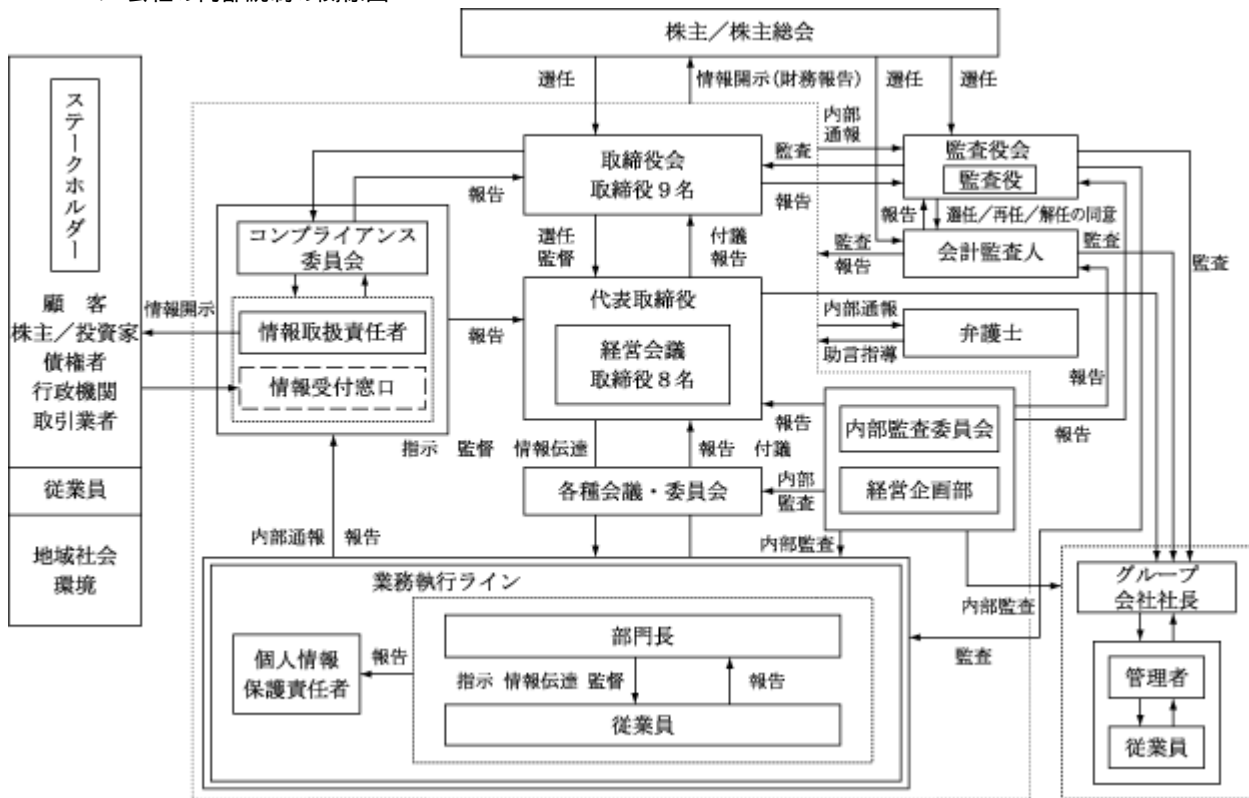 株主／株主総会
選任
情報開示(財務報告)
選任
選任
ステークホルダー
顧 客
株主／投資家
債権者
行政機関
取引業者
従業員
地域社会
環境
内部
通報
取締役会
取締役９名
監査
報告
監査役会
監査役
報告
選任／再任／解任の同意
会計監査人
監査
報告
監査
監査
報告
コンプライアンス
委員会
選任
監督
付議
報告
情報開示
情報取扱責任者
情報受付窓口
報告
代表取締役
経営会議
取締役８名
内部通報
助言指導
弁護士
報告
報告
報告
内部監査委員会
経営企画部
指示 監督 情報伝達
報告 付議
各種会議・委員会
内部
監査
内部監査
内部通報 報告
業務執行ライン
部門長
指示 情報伝達 監督
報告
従業員
報告
個人情報
保護責任者
監査
内部監査
グループ
会社社長
管理者
従業員